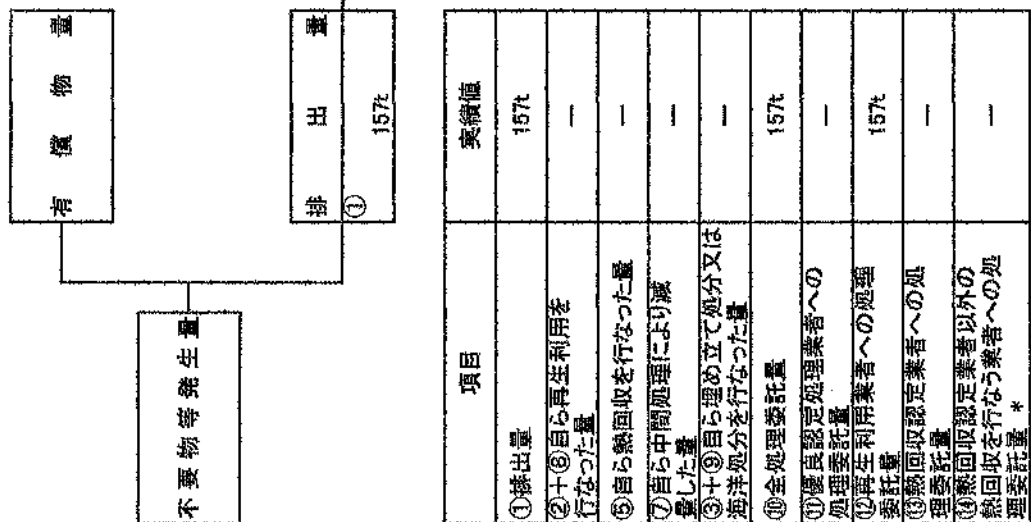 不要物等発生量
有償物量
排出量
①
157t
項目
実績値
①排出量
157t
②+⑧自ら再生利用を
行なった量
―
⑤自ら熱回収を行なった量
―
⑦自ら中間処理により減
量した量
―
③+⑨自ら埋め立て処分又は
海洋処分を行なった量
―
⑩全処理委託量
157t
⑪優良認定処理業者への
処理委託量
―
⑫再生利用業者への処理
委託量
157t
⑬熱回収認定業者への処
理委託量
―
⑭熱回収認定業者以外の
熱回収を行なう業者への処
理委託量 *
―